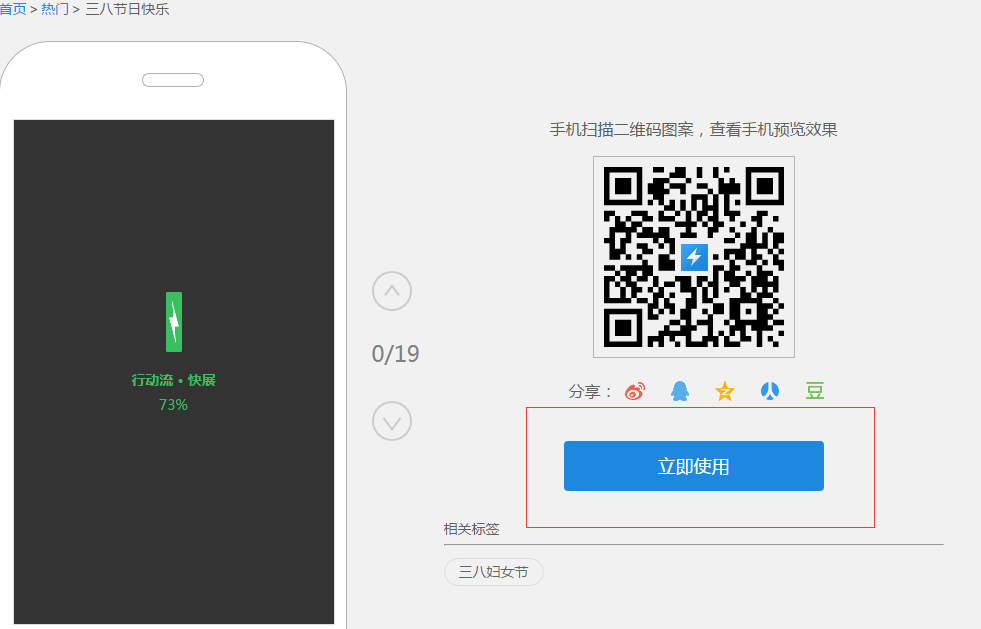 首页 > 热门 > 三八节日快乐
行动流·快展
73%
0/19
手机扫描二维码图案，查看手机预览效果
分享：
豆
立即使用
相关标签
三八妇女节